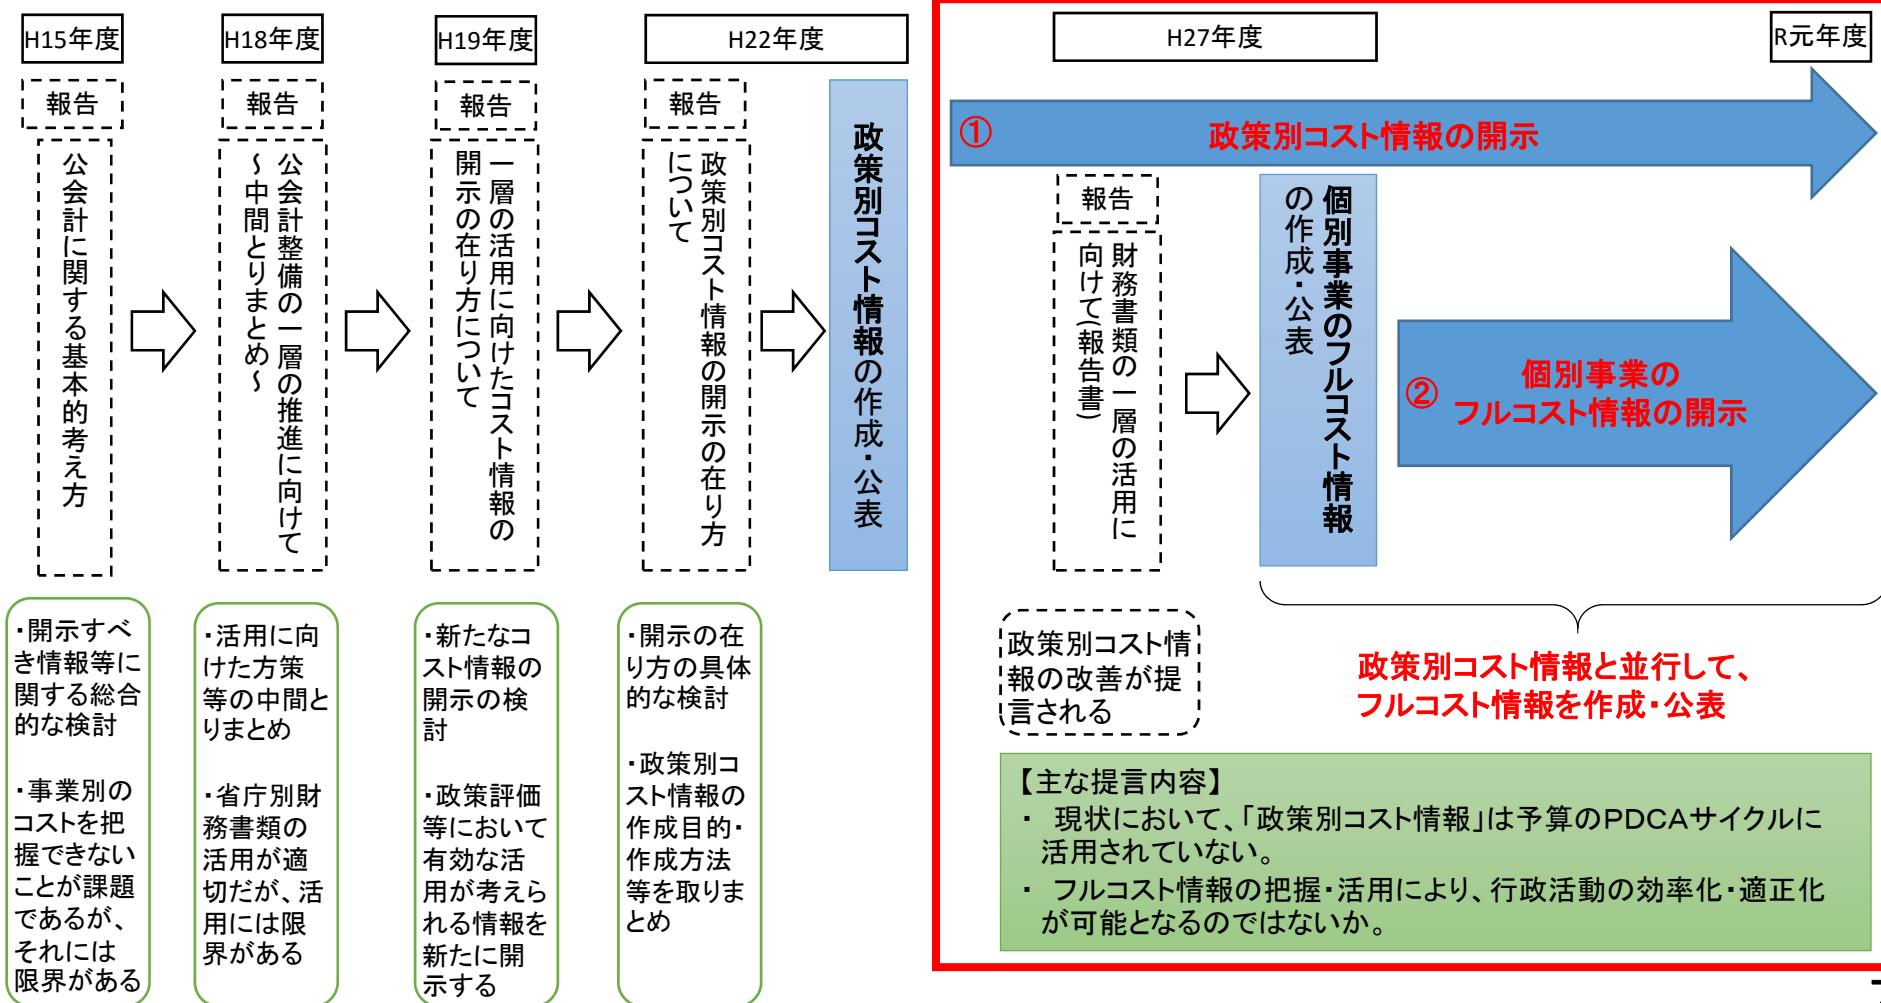 H15年度
H18年度
H19年度
H22年度
H27年度
R元年度
報告
公会計に関する基本的考え方
報告
公会計整備の一層の推進に向けて
～中間とりまとめ～
報告
一層の活用に向けたコスト情報の
開示の在り方について
報告
政策別コスト情報の開示の在り方
について
政策別コスト情報の作成・公表
① 政策別コスト情報の開示
報告
財務書類の一層の活用に
向けて(報告書)
個別事業のフルコスト情報
の作成・公表
② 個別事業の
フルコスト情報の開示
・開示すべ
き情報等に
関する総合
的な検討
・事業別の
コストを把
握できない
ことが課題
であるが、
それには
限界がある
・活用に向
けた方策
等の中間と
りまとめ
・省庁別財
務書類の
活用が適
切だが、活
用には限
界がある
・新たなコ
スト情報の
開示の検
討
・政策評価
等において
有効な活
用が考えら
れる情報を
新たに開
示する
・開示の在
り方の具体
的な検討
・政策別コ
スト情報の
作成目的・
作成方法
等を取りま
とめ
政策別コスト情
報の改善が提
言される
政策別コスト情報と並行して、
フルコスト情報を作成・公表
【主な提言内容】
・ 現状において、「政策別コスト情報」は予算のPDCAサイクルに
活用されていない。
・ フルコスト情報の把握・活用により、行政活動の効率化・適正化
が可能となるのではないか。